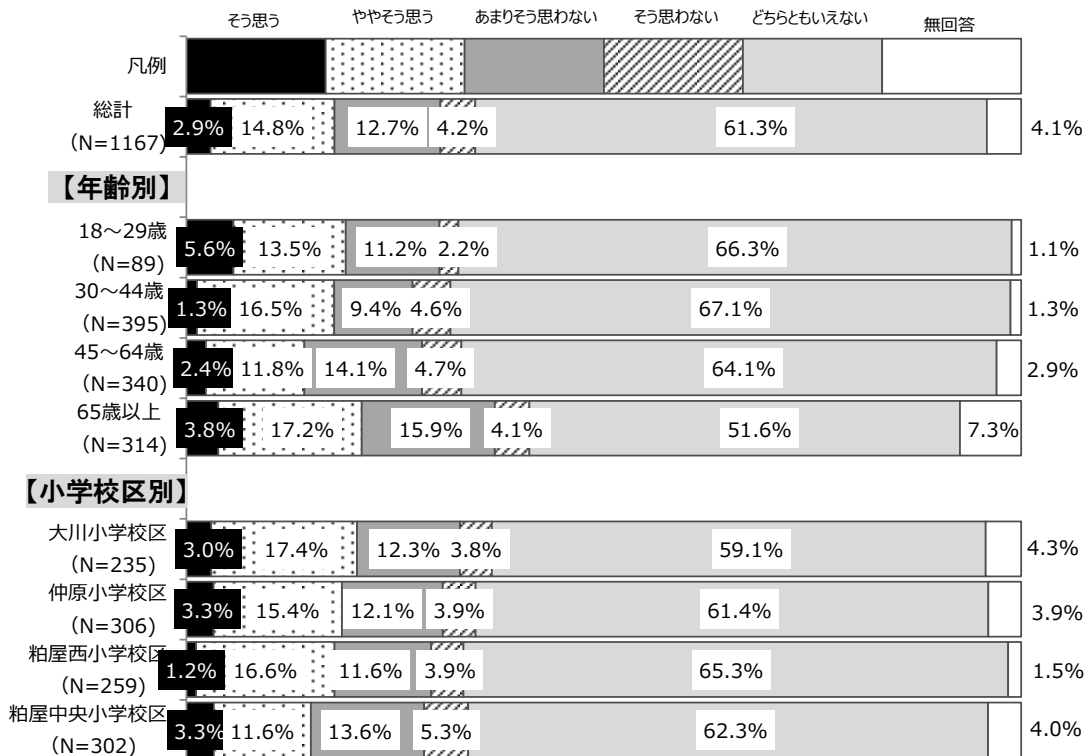 そう思う ややそう思う あまりそう思わない そう思わない どちらともいえない 無回答
凡例
総計
（N=1167） 2.9% 14.8% 12.7% 4.2% 61.3% 4.1%
【年齢別】
18～29歳
（N=89） 5.6% 13.5% 11.2% 2.2% 66.3% 1.1%
30～44歳
（N=395） 1.3% 16.5% 9.4% 4.6% 67.1% 1.3%
45～64歳
（N=340） 2.4% 11.8% 14.1% 4.7% 64.1% 2.9%
65歳以上
（N=314） 3.8% 17.2% 15.9% 4.1% 51.6% 7.3%
【小学校区別】
大川小学校区
（N=235） 3.0% 17.4% 12.3% 3.8% 59.1% 4.3%
仲原小学校区
（N=306） 3.3% 15.4% 12.1% 3.9% 61.4% 3.9%
粕屋西小学校区
（N=259） 1.2% 16.6% 11.6% 3.9% 65.3% 1.5%
粕屋中央小学校区
（N=302） 3.3% 11.6% 13.6% 5.3% 62.3% 4.0%